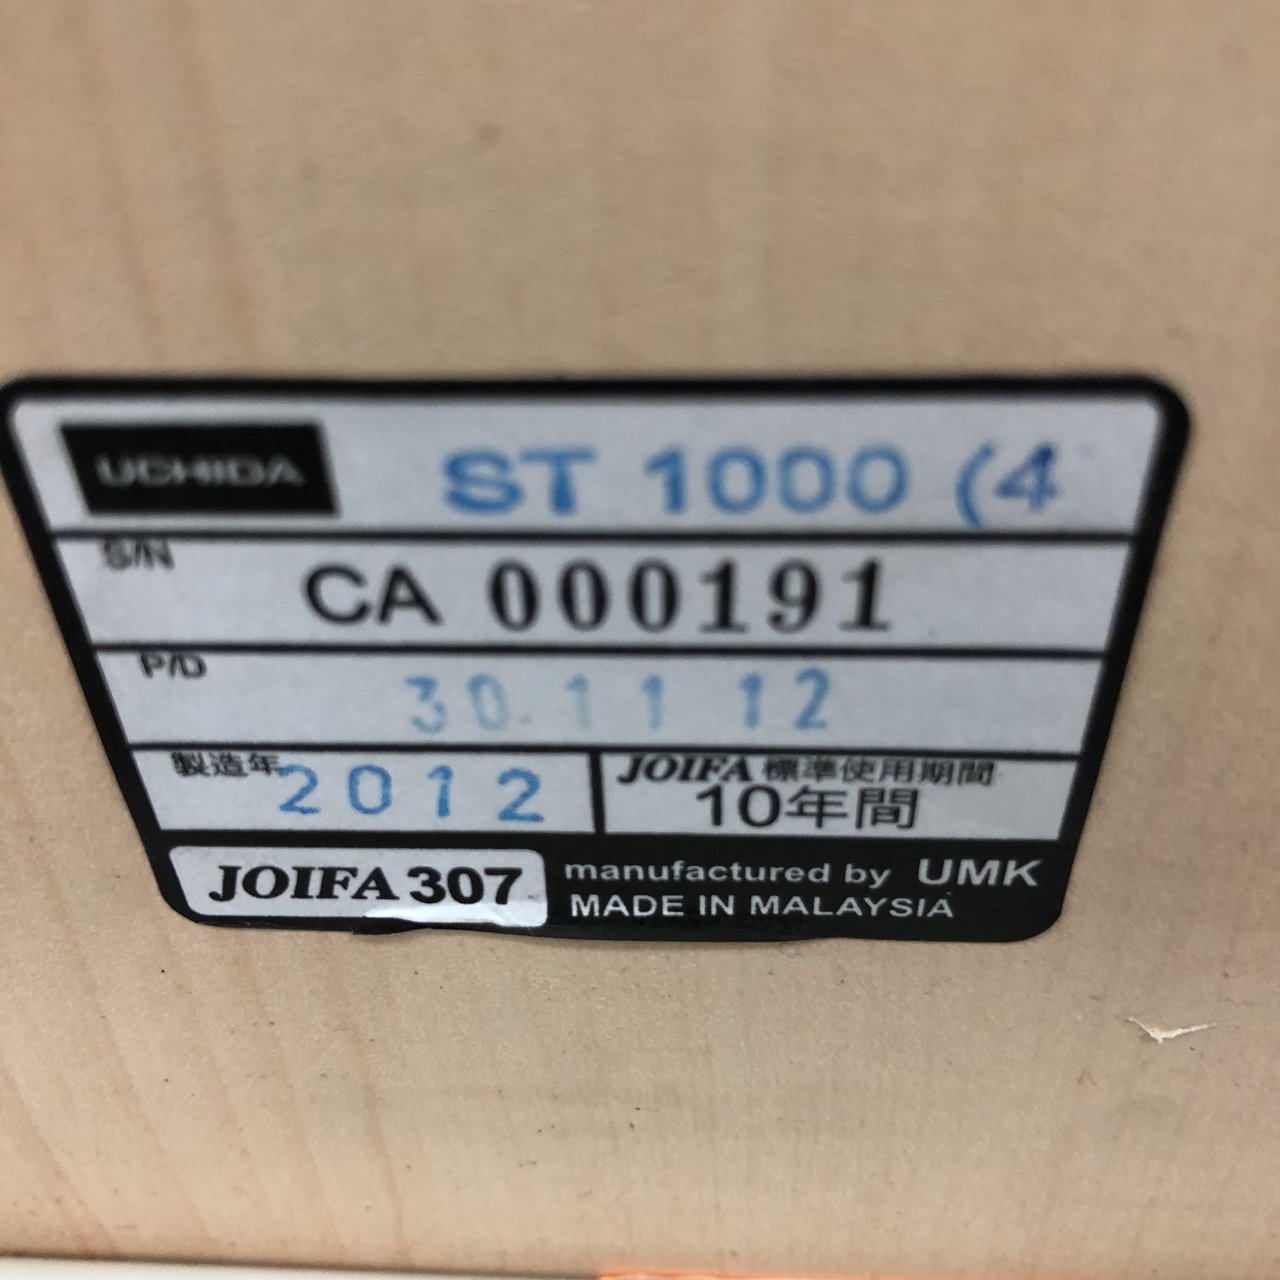 UCHIDA ST 1000 (4
S/N CA 000191
P/D 30 11 12
製造年 2012
JOIFA 標準使用期間
10年間
JOIFA 307
manufactured by UMK
MADE IN MALAYSIA